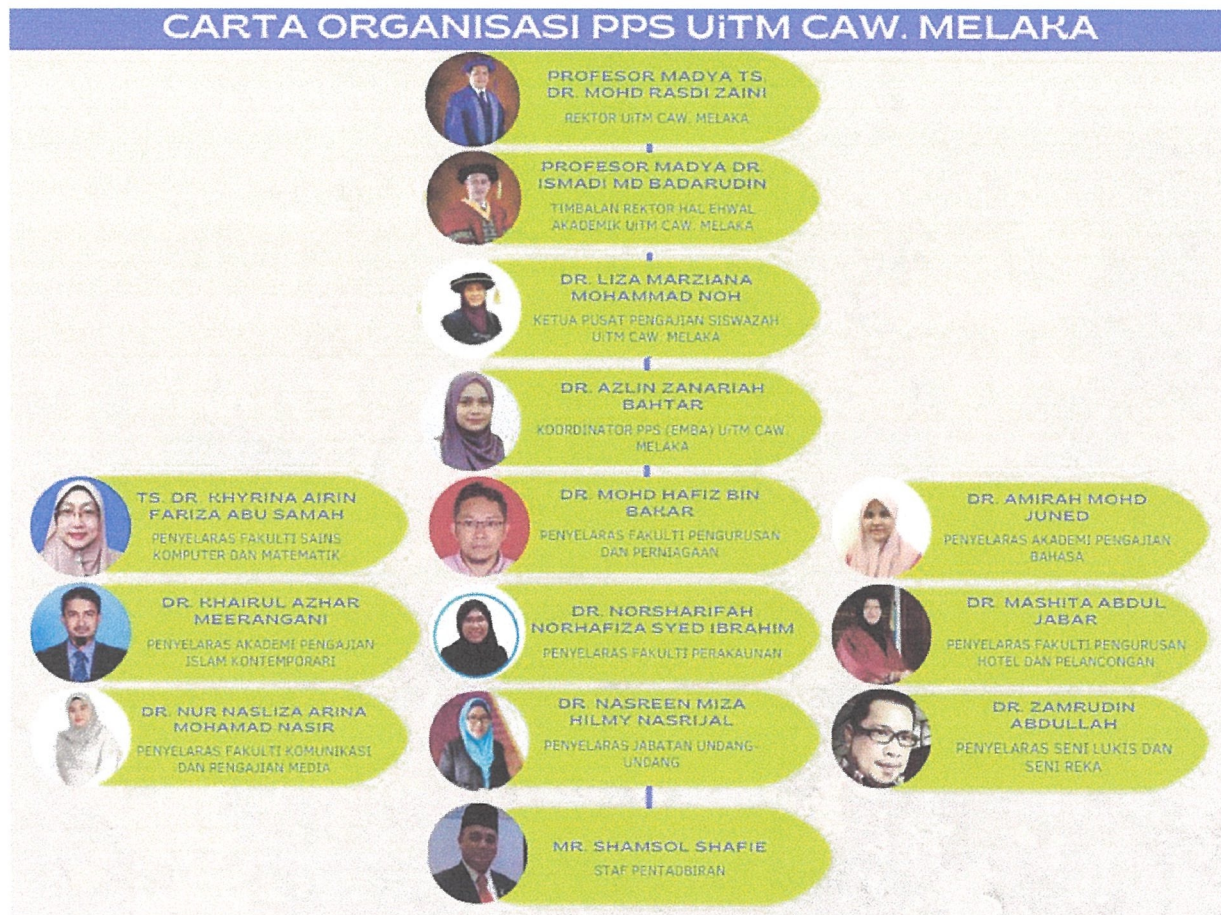 CARTA ORGANISASI PPS UiTM CAW. MELAKA
PROFESOR MADYA TS.
DR. MOHD RASDI ZAINI
REKTOR UiTM CAW. MELAKA
PROFESOR MADYA DR.
ISMADI MD BADARUDIN
TIMBALAN REKTOR HAL EHWAL
AKADEMIK UiTM CAW. MELAKA
DR. LIZA MARZIANA
MOHAMMAD NOH
KETUA PUSAT PENGAJIAN SISWAZAH
UiTM CAW. MELAKA
DR. AZLIN ZANARIAH
BAHTAR
KOORDINATOR PPS (EMBA) UiTM CAW.
MELAKA
TS. DR. KHYRINA AIRIN
FARIZA ABU SAMAH
PENYELARAS FAKULTI SAINS
KOMPUTER DAN MATEMATIK
DR. MOHD HAFIZ BIN
BAKAR
PENYELARAS FAKULTI PENGURUSAN
DAN PERNIAGAAN
DR. AMIRAH MOHD
JUNED
PENYELARAS AKADEMI PENGAJIAN
BAHASA
DR. KHAIRUL AZHAR
MEERANGANI
PENYELARAS AKADEMI PENGAJIAN
ISLAM KONTEMPORARI
DR. NORSHARIFAH
NORHAFIZA SYED IBRAHIM
PENYELARAS FAKULTI PERAKAUNAN
DR. MASHITA ABDUL
JABAR
PENYELARAS FAKULTI PENGURUSAN
HOTEL DAN PELANCONGAN
DR. NUR NASLIZA ARINA
MOHAMAD NASIR
PENYELARAS FAKULTI KOMUNIKASI
DAN PENGAJIAN MEDIA
DR. NASREEN MIZA
HILMY NASRIJAL
PENYELARAS JABATAN UNDANG-
UNDANG
DR. ZAMRUDIN
ABDULLAH
PENYELARAS SENI LUKIS DAN
SENI REKA
MR. SHAMSOL SHAFIE
STAF PENTADBIRAN